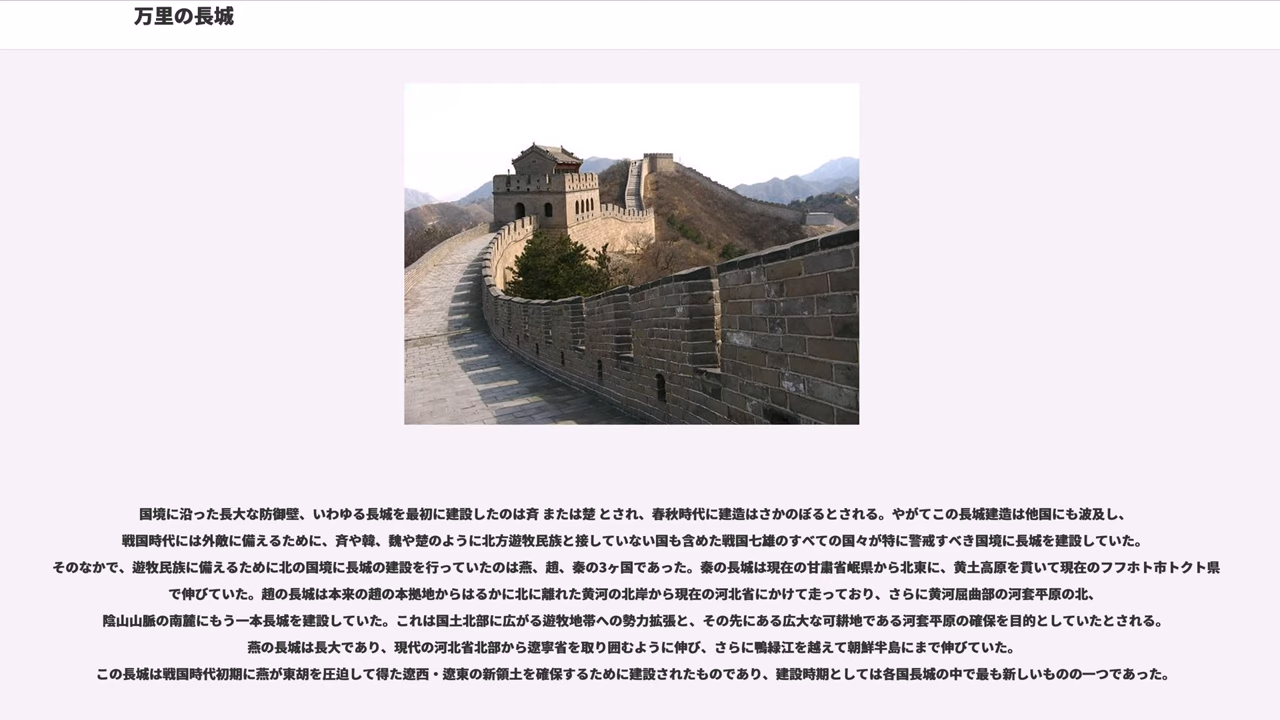 万里の長城
国境に沿った長大な防御壁、いわゆる長城を最初に建設したのは斉 または楚 とされ、春秋時代に建造はさかのぼるとされる。やがてこの長城建造は他国にも波及し、
戦国時代には外敵に備えるために、斉や韓、魏や楚のように北方遊牧民族と接していない国も含めた戦国七雄のすべての国々が特に警戒すべき国境に長城を建設していた。
そのなかで、遊牧民族に備えるために北の国境に長城の建設を行っていたのは燕、趙、秦の3ヶ国であった。秦の長城は現在の甘粛省岷県から北東に、黄土高原を貫いて現在のフフホト市トクト県
で伸びていた。趙の長城は本来の趙の本拠地からはるかに北に離れた黄河の北岸から現在の河北省にかけて走っており、さらに黄河屈曲部の河套平原の北、
陰山山脈の南麓にもう一本長城を建設していた。これは国土北部に広がる遊牧地帯への勢力拡張と、その先にある広大な可耕地である河套平原の確保を目的としていたとされる。
燕の長城は長大であり、現代の河北省北部から遼寧省を取り囲むように伸び、さらに鴨緑江を越えて朝鮮半島にまで伸びていた。
この長城は戦国時代初期に燕が東胡を圧迫して得た遼西・遼東の新領土を確保するために建設されたものであり、建設時期としては各国長城の中で最も新しいものの一つであった。